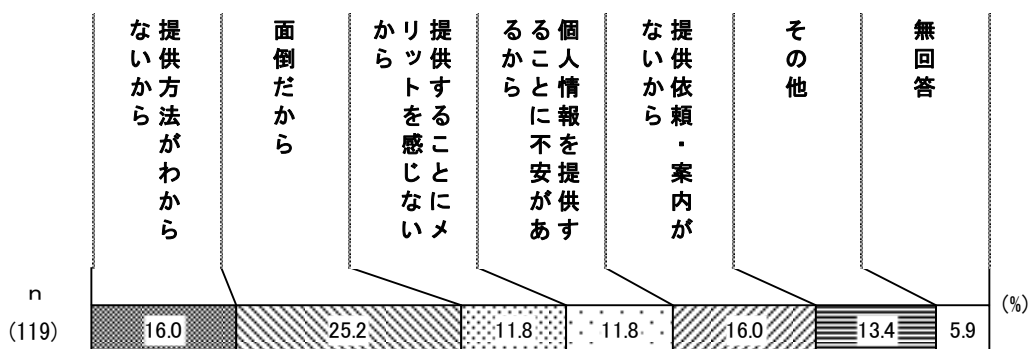 提供方法がわから
ないから
面倒だから
提供することにメ
リットを感じない
から
個人情報を提供す
ることに不安があ
るから
提供依頼・案内が
ないから
その他
無回答
n
(119)
16.0
25.2
11.8
11.8
16.0
13.4
5.9
(%)